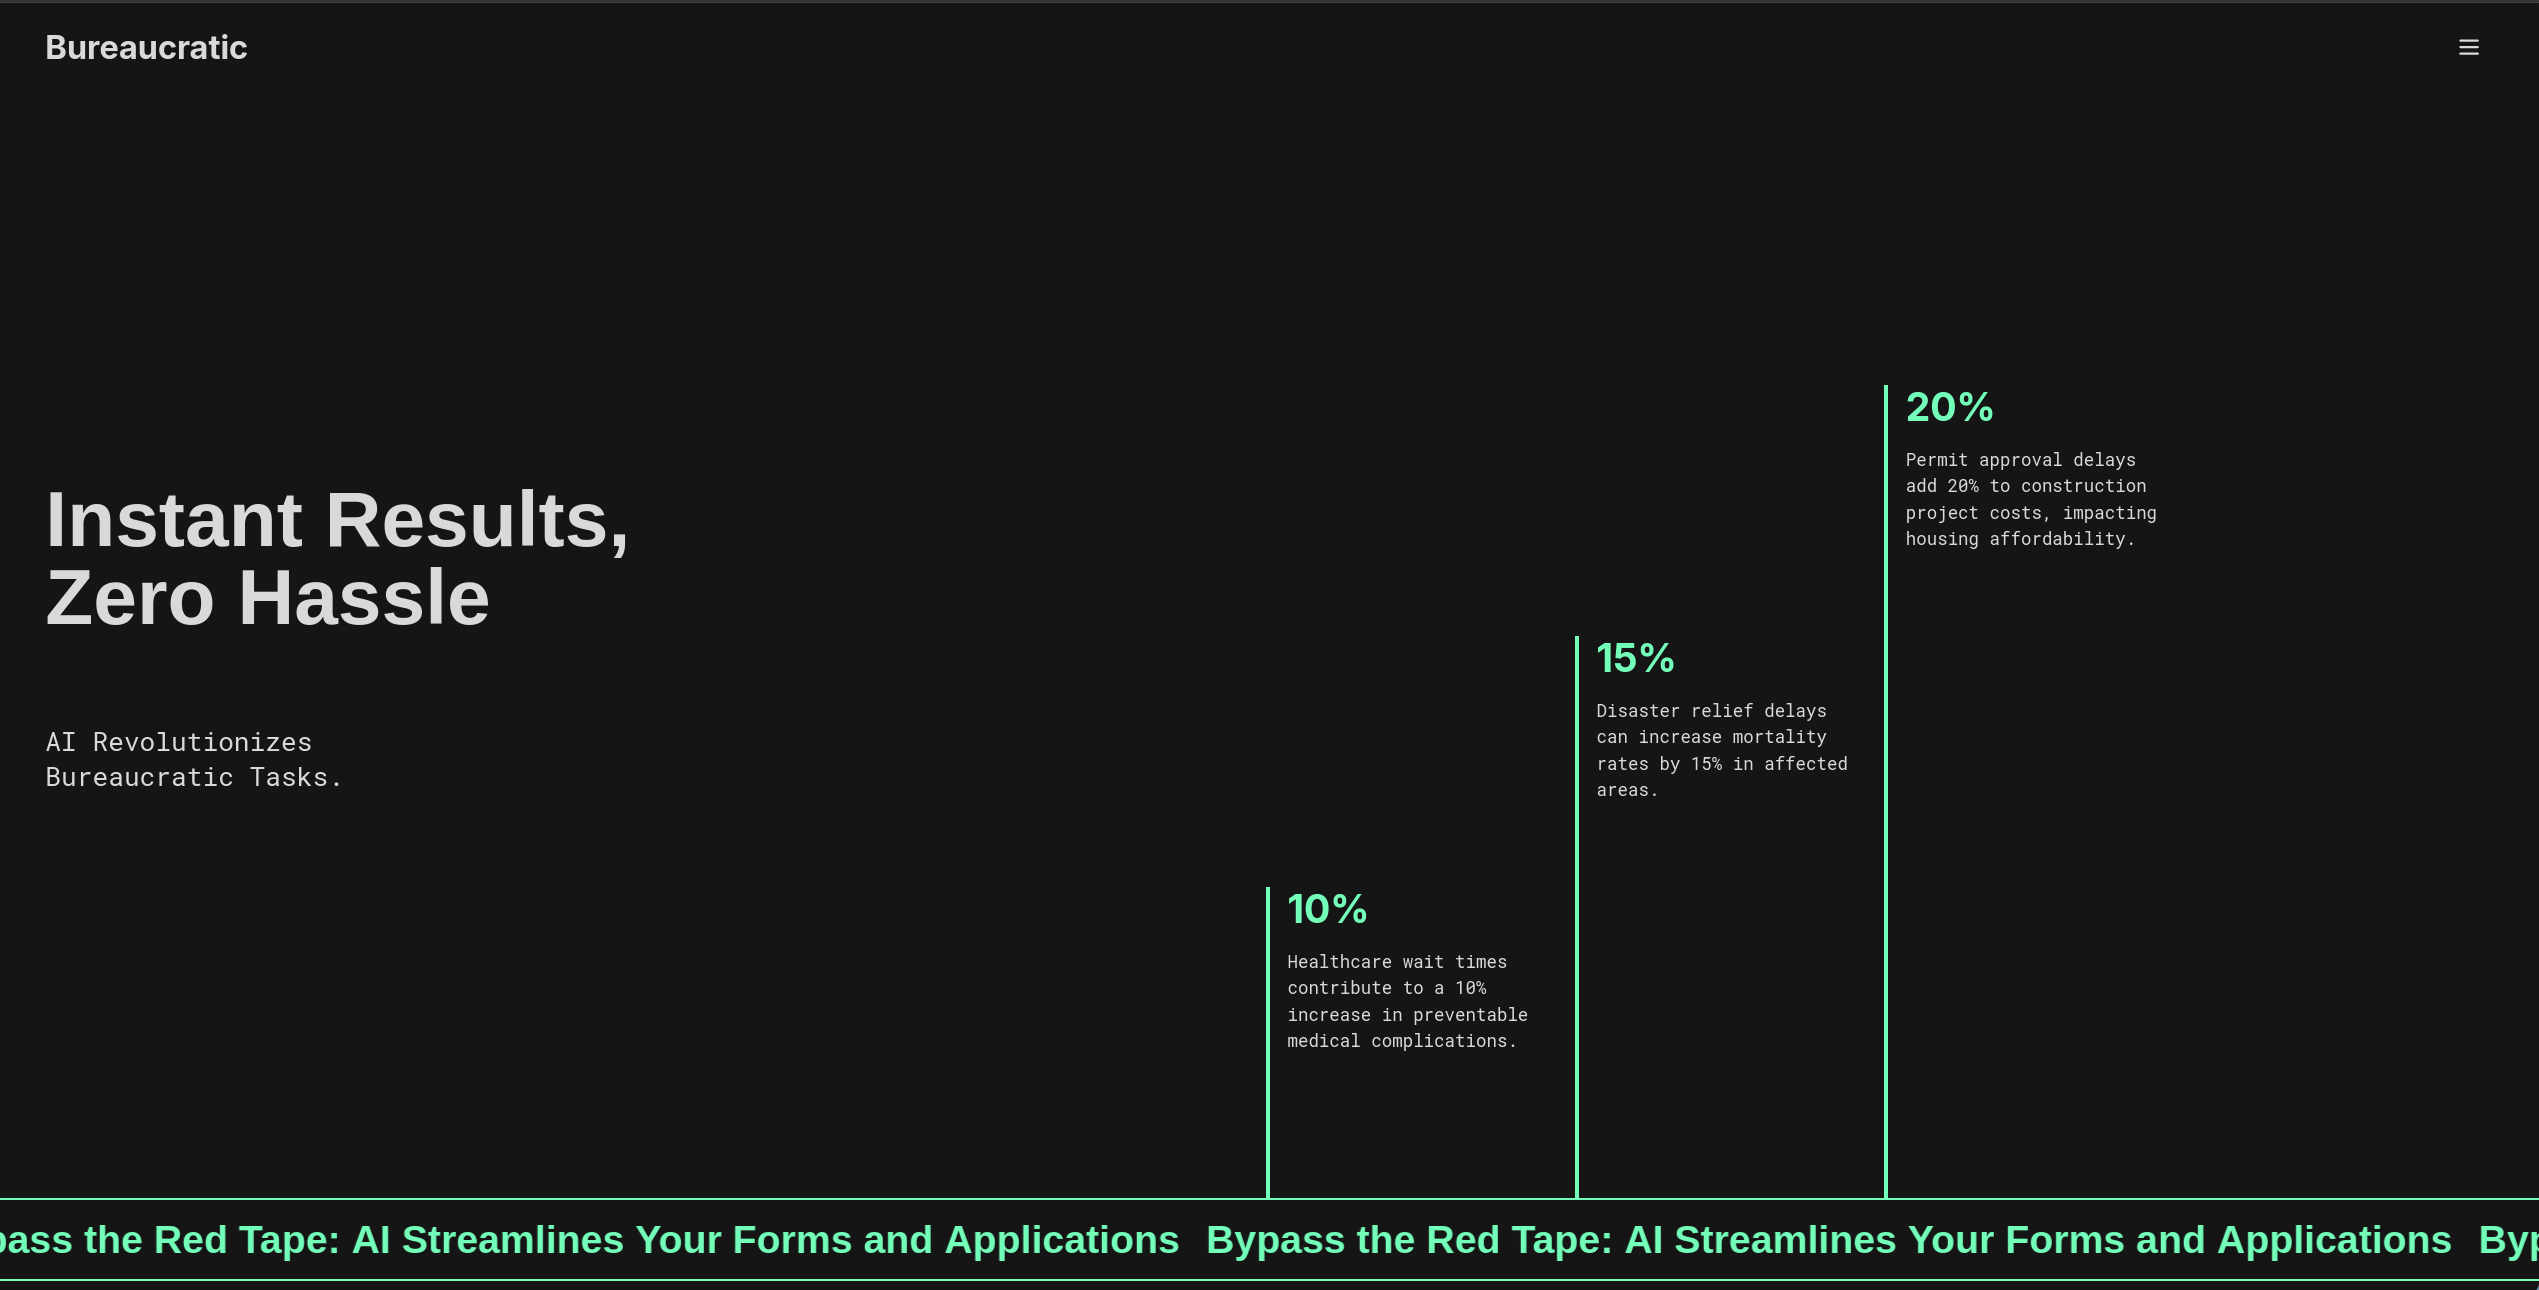 Bureaucratic
Instant Results,
Zero Hassle
AI Revolutionizes
Bureaucratic Tasks.
10%
Healthcare wait times
contribute to a 10%
increase in preventable
medical complications.
15%
Disaster relief delays
can increase mortality
rates by 15% in affected
areas.
20%
Permit approval delays
add 20% to construction
project costs, impacting
housing affordability.
pass the Red Tape: AI Streamlines Your Forms and Applications Bypass the Red Tape: AI Streamlines Your Forms and Applications Byp